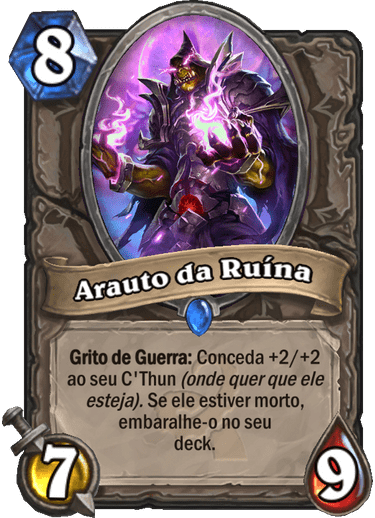 8
Arauto da Ruína
Grito de Guerra: Conceda +2/+2
ao seu C'Thun (onde quer que ele
esteja). Se ele estiver morto,
embaralhe-o no seu
deck.
7
9